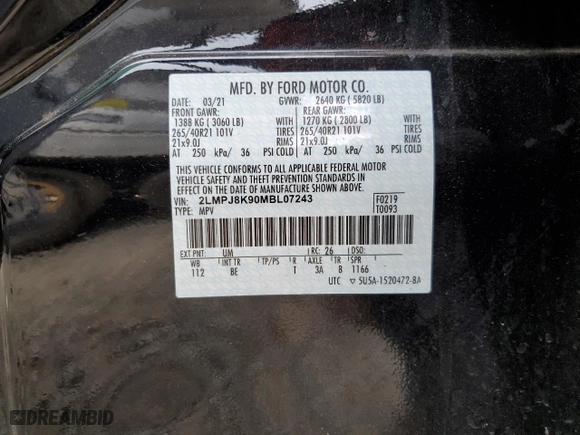 MFD. BY FORD MOTOR CO.
DATE: 03/21 GVWR: 2640 KG ( 5820 LB)
FRONT GAWR: REAR GAWR:
1388 KG ( 3060 LB) WITH 1270 KG ( 2800 LB) WITH
265/40R21 101V TIRES 265/40R21 101V TIRES
21x9.0J RIMS 21x9.0J RIMS
AT 250 kPa/ 36 PSI COLD AT 250 kPa/ 36 PSI COLD
THIS VEHICLE CONFORMS TO ALL APPLICABLE FEDERAL MOTOR
VEHICLE SAFETY AND THEFT PREVENTION STANDARDS IN
EFFECT ON THE DATE OF MANUFACTURE SHOWN ABOVE.
VIN: 2LMPJ8K90MBL07243 F0219
TYPE: MPV T0093
EXT PNT: UM RC: 26 DSO:
WB INT TR TP/PS R AXLE TR SPR
112 BE T 3A B 1166
UTC ▽ 5U5A-1520472-BA
DREAMBID